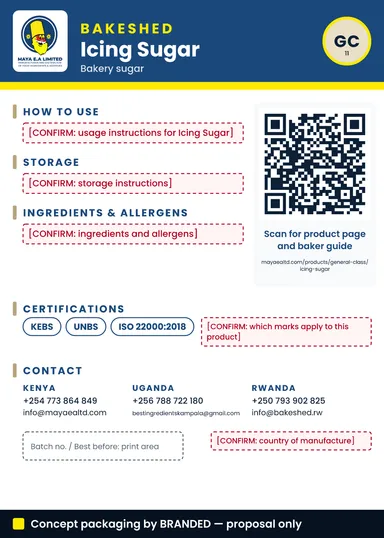 MAYA E.A LIMITED
BAKESHED
Icing Sugar
Bakery sugar
GC
11
HOW TO USE
[CONFIRM: usage instructions for Icing Sugar]
STORAGE
[CONFIRM: storage instructions]
INGREDIENTS & ALLERGENS
[CONFIRM: ingredients and allergens]
Scan for product page
and baker guide
mayaealtd.com/products/general-class/
icing-sugar
CERTIFICATIONS
KEBS
UNBS
ISO 22000:2018
[CONFIRM: which marks apply to this
product]
CONTACT
KENYA
+254 773 864 849
info@mayaealtd.com
UGANDA
+256 788 722 180
bestingredientskampala@gmail.com
RWANDA
+250 793 902 825
info@bakeshed.rw
Batch no. / Best before: print area
[CONFIRM: country of manufacture]
Concept packaging by BRANDED — proposal only